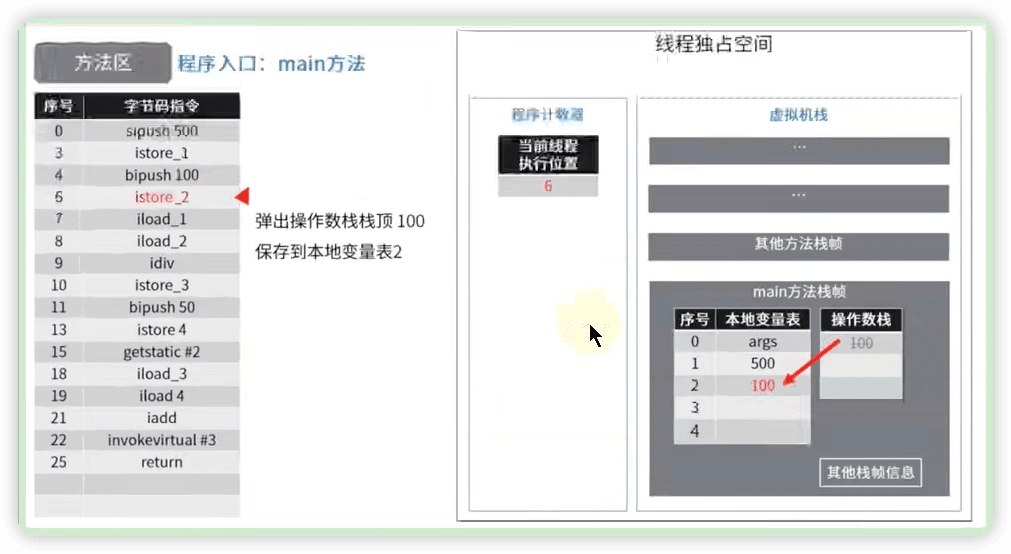 方法区 程序入口：main方法
序号 字节码指令
0 sipush 500
3 istore_1
4 bipush 100
6 istore_2
7 iload_1
8 iload_2
9 idiv
10 istore_3
11 bipush 50
13 istore 4
15 getstatic #2
18 iload_3
19 iload 4
21 iadd
22 invokevirtual #3
25 return
弹出操作数栈栈顶 100
保存到本地变量表2
线程独占空间
程序计数器
当前线程
执行位置
6
虚拟机栈
...
...
其他方法栈帧
main方法栈帧
序号 本地变量表 操作数栈
0 args 100
1 500
2 100
3
4
其他栈帧信息